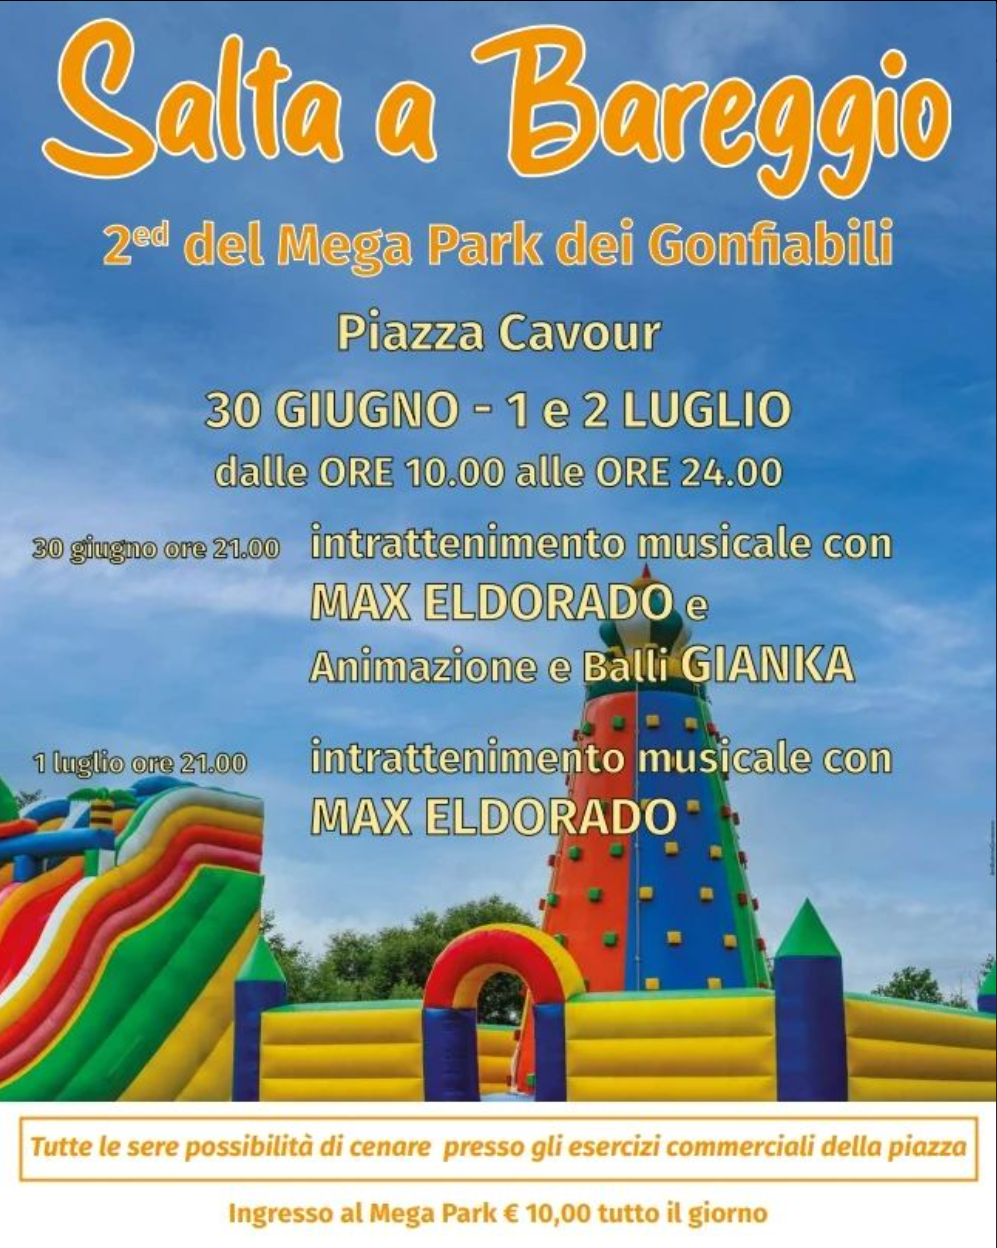 Salta a Bareggio
2ed del Mega Park dei Gonfiabili
Piazza Cavour
30 GIUGNO - 1 e 2 LUGLIO
dalle ORE 10.00 alle ORE 24.00
30 giugno ore 21.00 intrattenimento musicale con
MAX ELDORADO e
Animazione e Balli GIANKA
1 luglio ore 21.00 intrattenimento musicale con
MAX ELDORADO
Tutte le sere possibilità di cenare presso gli esercizi commerciali della piazza
Ingresso al Mega Park € 10,00 tutto il giorno